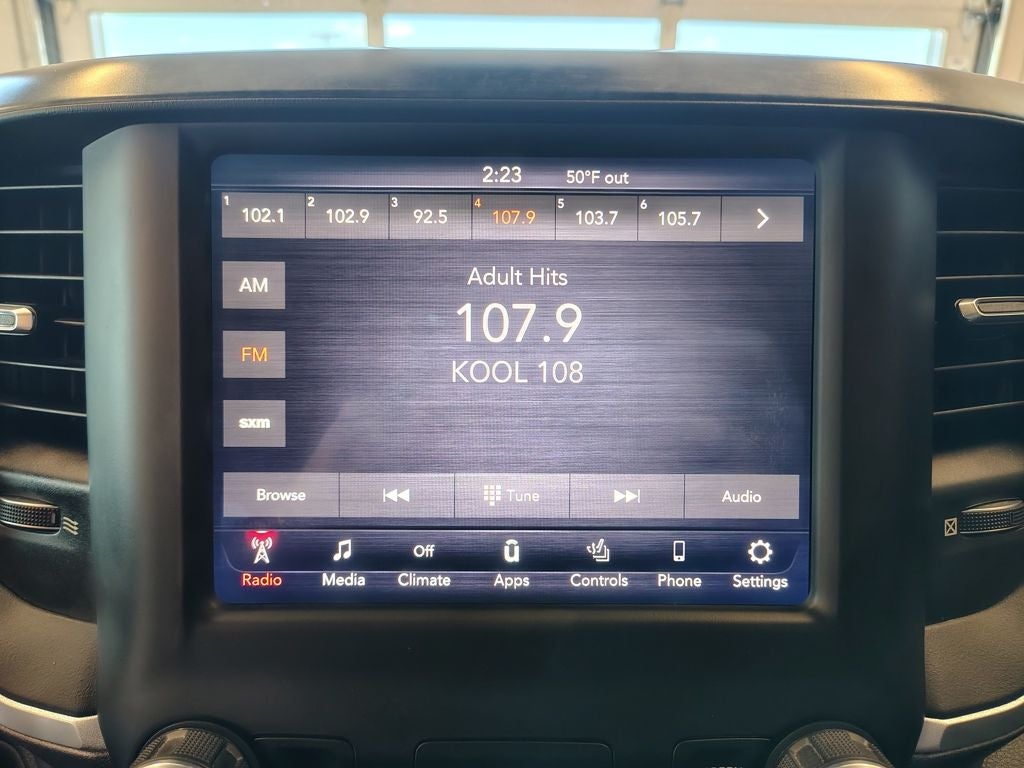 2:23 50°F out
1 102.1 2 102.9 3 92.5 4 107.9 5 103.7 6 105.7
AM
Adult Hits
107.9
FM
KOOL 108
sxm
Browse Tune Audio
Off
Radio Media Climate Apps Controls Phone Settings